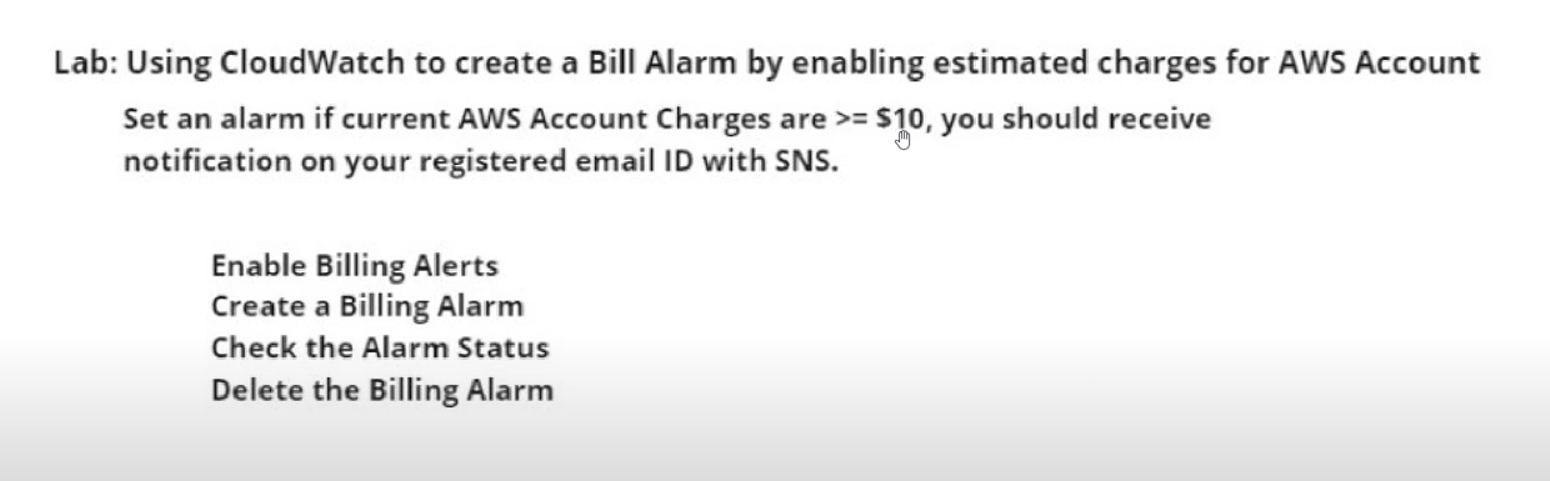 Lab: Using CloudWatch to create a Bill Alarm by enabling estimated charges for AWS Account
Set an alarm if current AWS Account Charges are >= $10, you should receive
notification on your registered email ID with SNS.
Enable Billing Alerts
Create a Billing Alarm
Check the Alarm Status
Delete the Billing Alarm